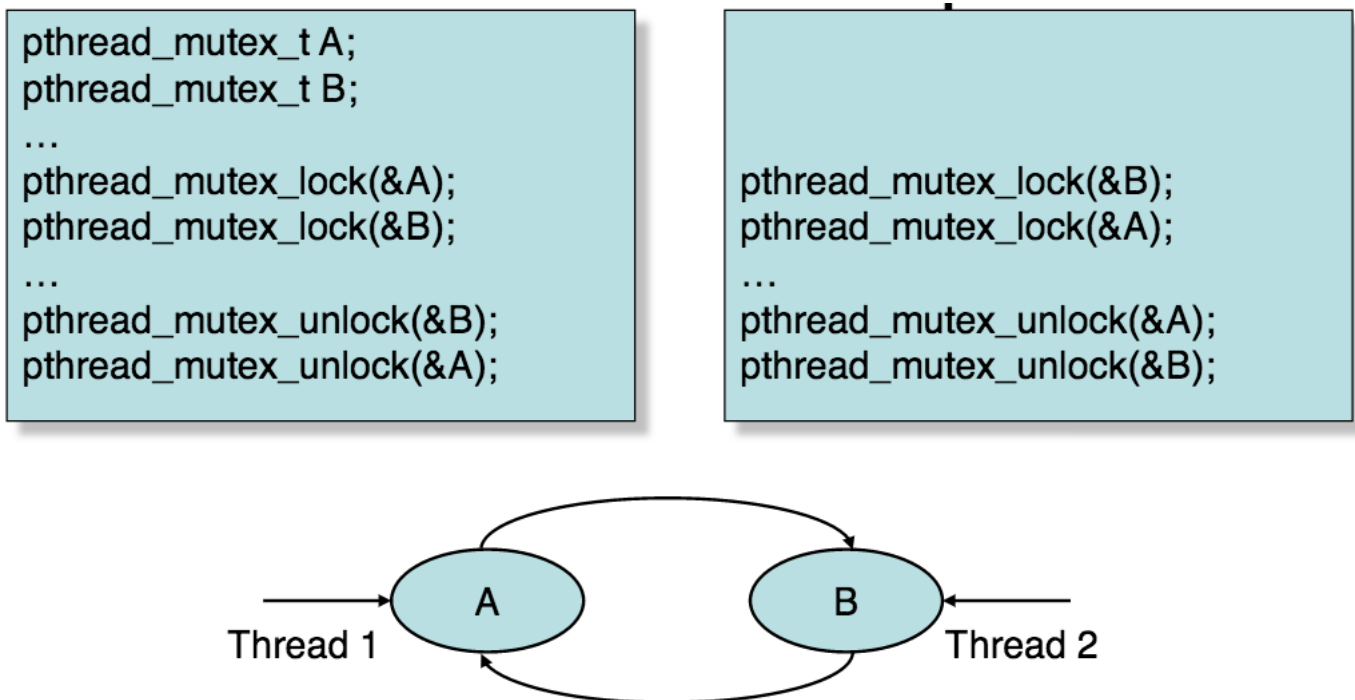 pthread_mutex_t A;
pthread_mutex_t B;
…
pthread_mutex_lock(&A);
pthread_mutex_lock(&B);
…
pthread_mutex_unlock(&B);
pthread_mutex_unlock(&A);
pthread_mutex_lock(&B);
pthread_mutex_lock(&A);
…
pthread_mutex_unlock(&A);
pthread_mutex_unlock(&B);
A
B
Thread 1
Thread 2